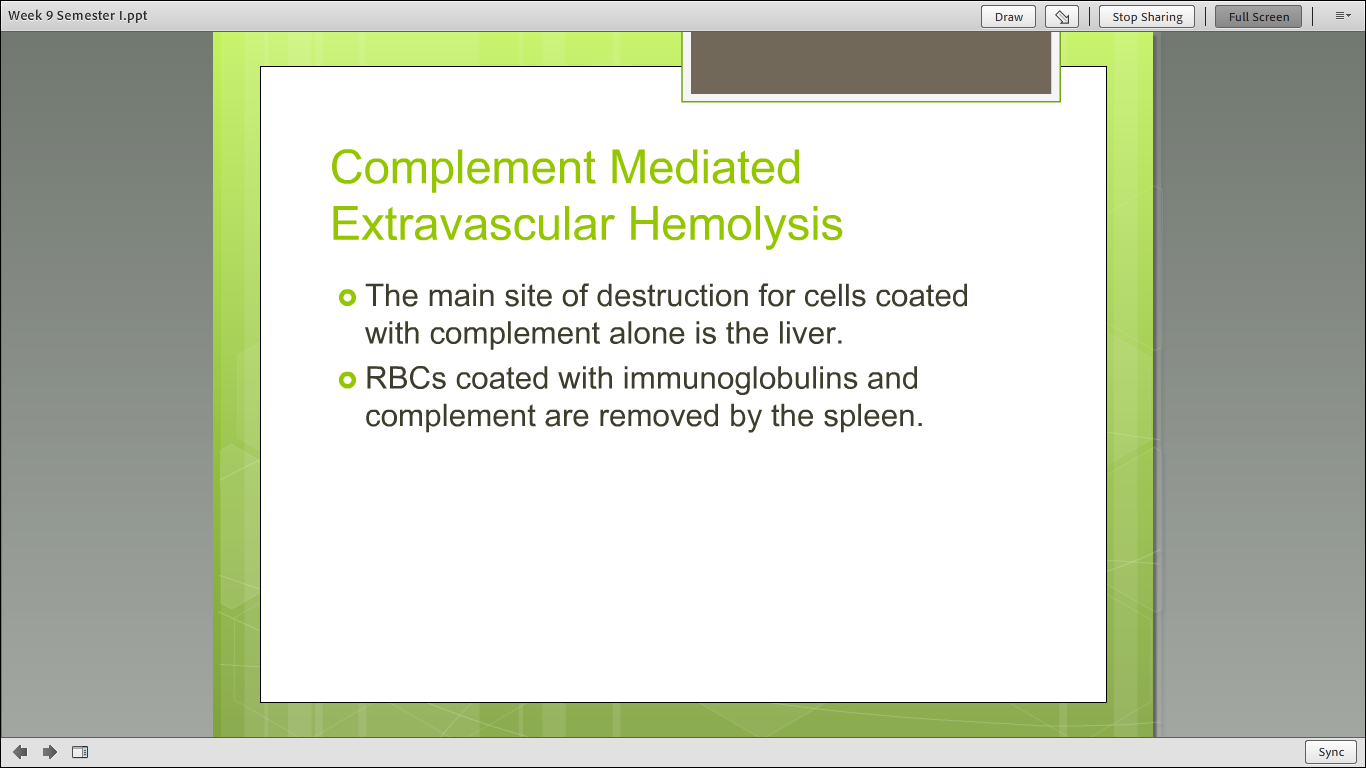 Week 9 Semester I.ppt
Draw
Stop Sharing
Full Screen
Complement Mediated
Extravascular Hemolysis
The main site of destruction for cells coated
with complement alone is the liver.
RBCs coated with immunoglobulins and
complement are removed by the spleen.
Sync